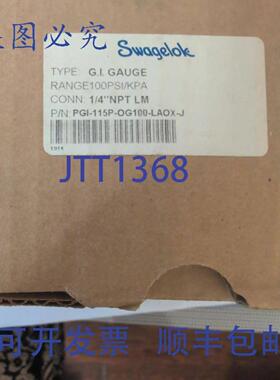 盗图必究
Swagelok
TYPE: G.I. GAUGE
RANGE100PSI/KPA
CONN: 1/4"NPT LM
P/N: PGI-115P-OG100-LAOX-J
1911
JTT1368
可开发票 顺丰包邮